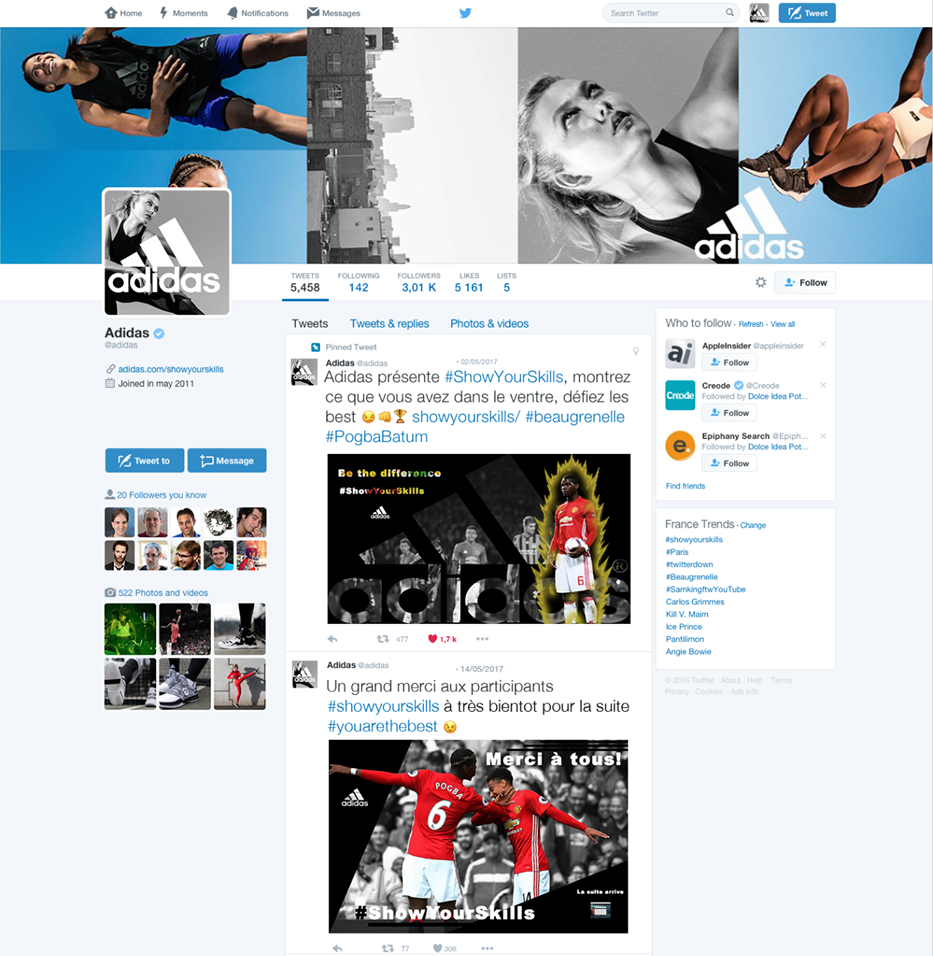 Home Moments Notifications Messages Search Twitter Tweet
adidas
adidas
adidas
TWEETS FOLLOWING FOLLOWERS LIKES LISTS
5,458 142 3,01 K 5 161 5
Follow
Adidas
@adidas
adidas.com/showyourskills
Joined in may 2011
Tweet to Message
20 Followers you know
522 Photos and videos
Tweets Tweets & replies Photos & videos
Pinned Tweet
Adidas @adidas · 02/05/2017
Adidas présente #ShowYourSkills, montrez
ce que vous avez dans le ventre, défiez les
best 😏👊🏆 showyourskills/ #beaugrenelle
#PogbaBatum
Be the difference
#ShowYourSkills
adidas
adidas ®
6
477 1,7 k
Adidas @adidas · 14/05/2017
Un grand merci aux participants
#showyourskills à très bientot pour la suite
#youarethebest 😉
Merci à tous!
adidas
POGBA
6
La suite arrive
#ShowYourSkills
77 308
Who to follow · Refresh · View all
ai
AppleInsider @appleinsider
Follow
Creode
Creode @Creode
Followed by Dolce Idea Pot...
Follow
e.
Epiphany Search @Epiph...
Followed by Dolce Idea Pot...
Follow
Find friends
France Trends · Change
#showyourskills
#Paris
#twitterdown
#Beaugrenelle
#SamkingftwYouTube
Carlos Grimmes
Kill V. Maim
Ice Prince
Pantilimon
Angie Bowie
© 2016 Twitter About Help Terms
Privacy Cookies Ads info